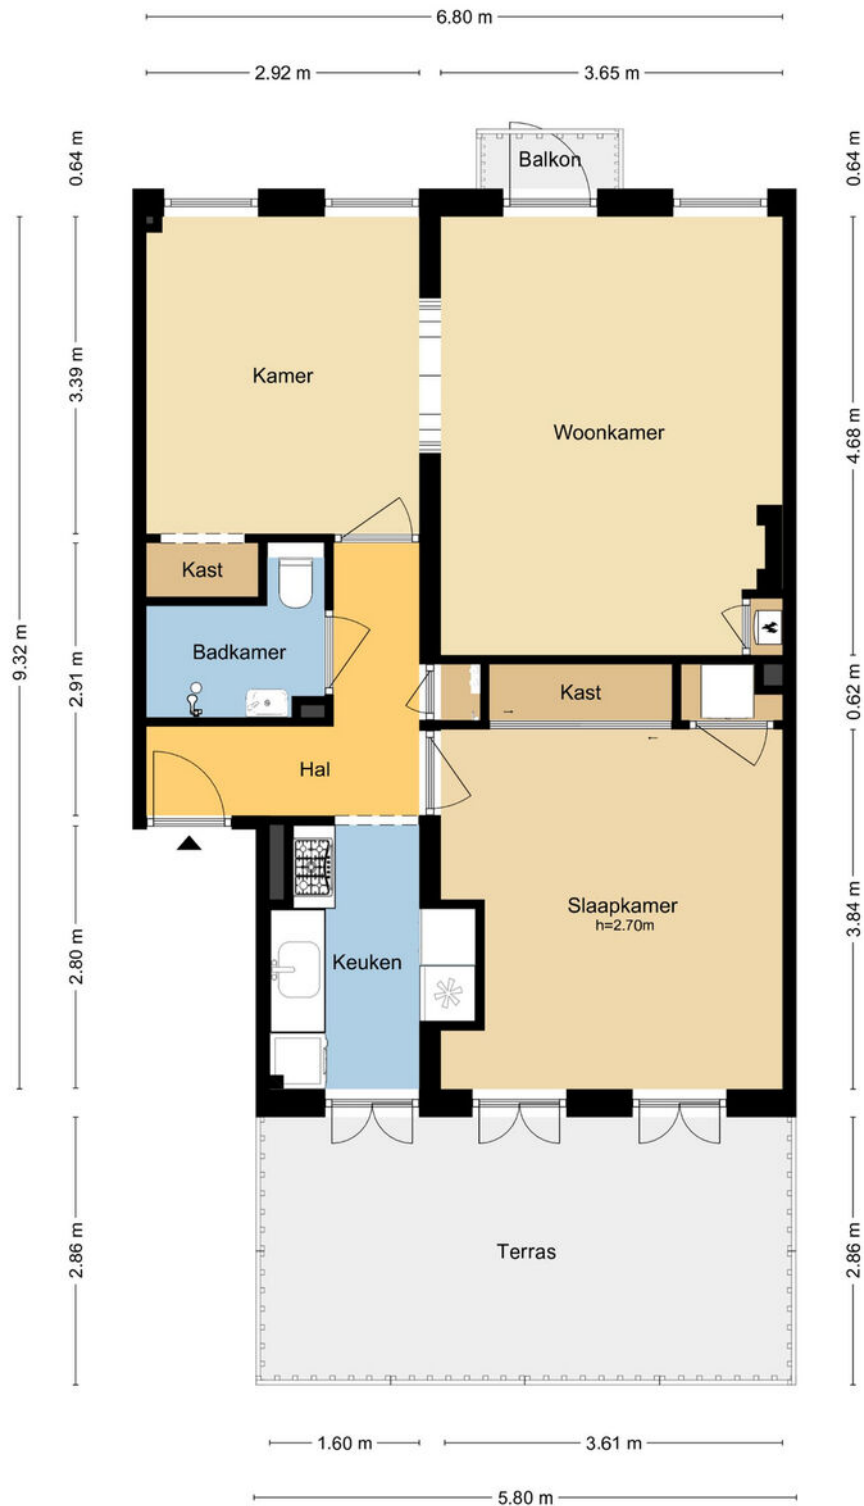 6.80 m
2.92 m
3.65 m
0.64 m
0.64 m
Balkon
3.39 m
Kamer
Woonkamer
4.68 m
Kast
9.32 m
Badkamer
2.91 m
Kast
0.62 m
Hal
Slaapkamer
h=2.70m
3.84 m
Keuken
2.80 m
Terras
2.86 m
2.86 m
1.60 m
3.61 m
5.80 m